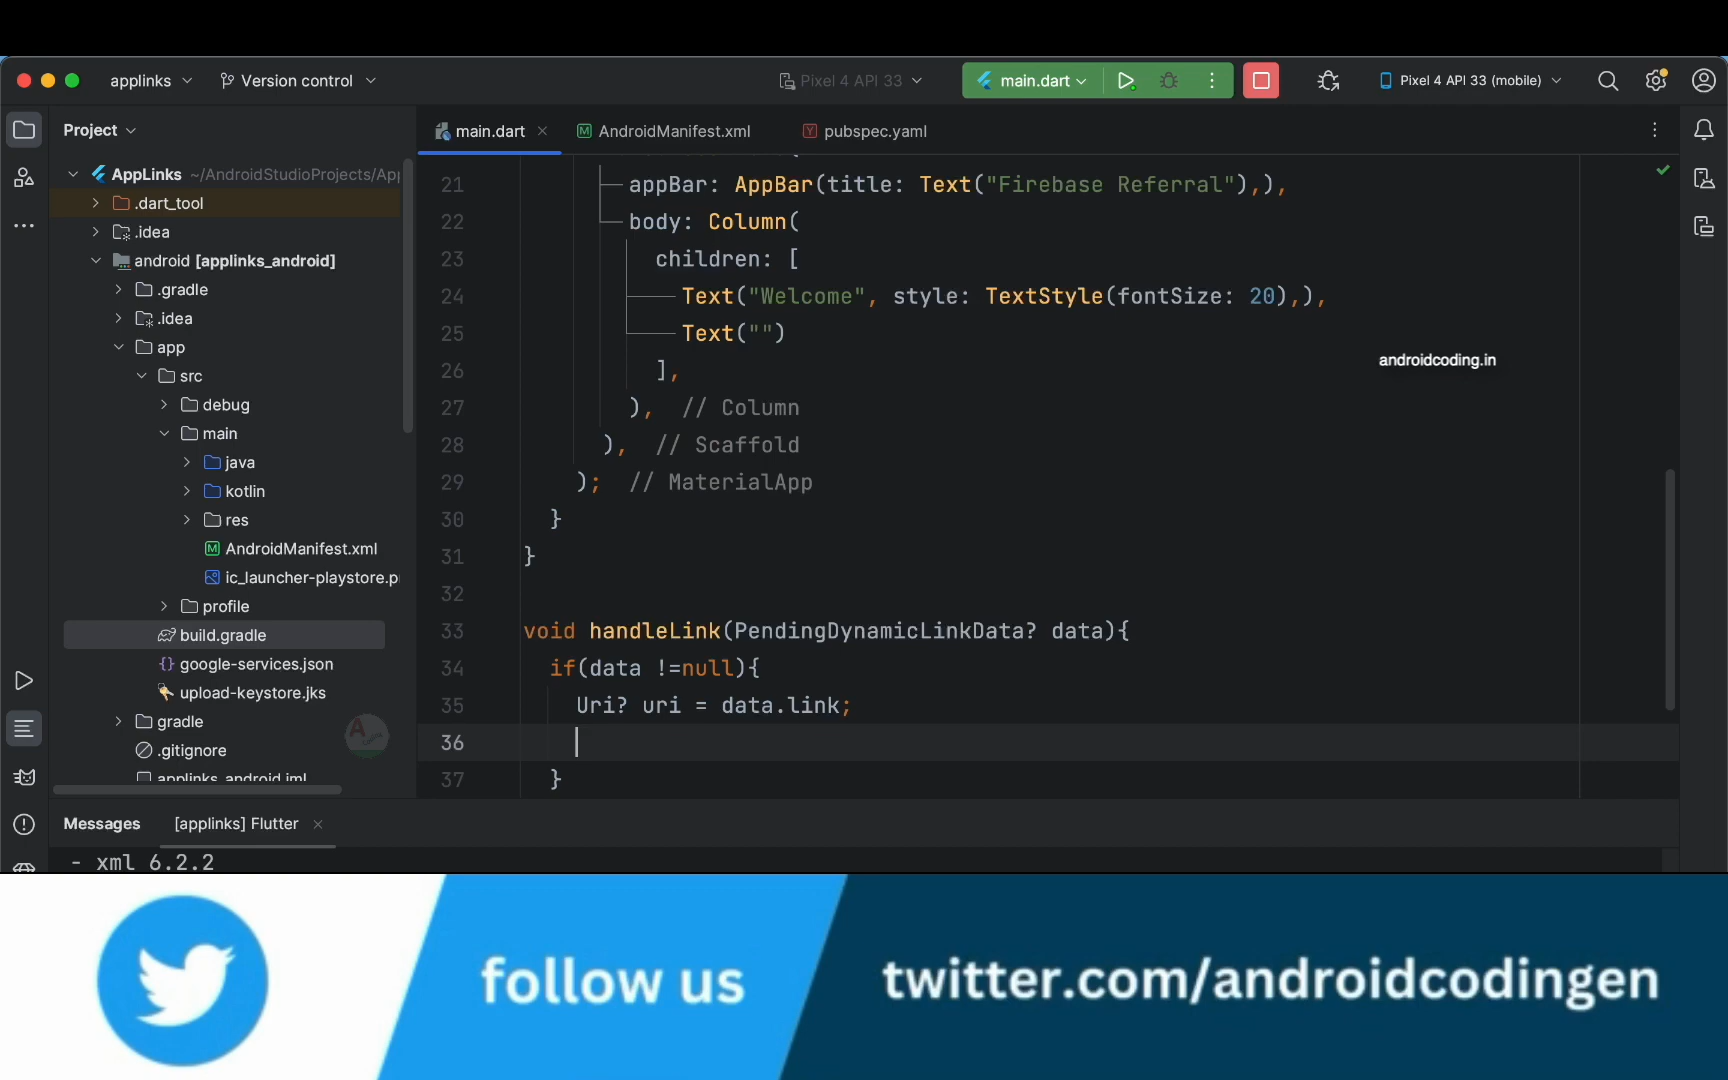 applinks
Version control
Pixel 4 API 33
main.dart
Pixel 4 API 33 (mobile)
Project
main.dart
AndroidManifest.xml
pubspec.yaml
AppLinks ~/AndroidStudioProjects/App
.dart_tool
.idea
android [applinks_android]
.gradle
.idea
app
src
debug
main
java
kotlin
res
AndroidManifest.xml
ic_launcher-playstore.p
profile
build.gradle
google-services.json
upload-keystore.jks
gradle
.gitignore
applinks_android.iml
21 appBar: AppBar(title: Text("Firebase Referral"),),
22 body: Column(
23 children: [
24 Text("Welcome", style: TextStyle(fontSize: 20),),
25 Text("")
26 ],
27 ), // Column
28 ), // Scaffold
29 ); // MaterialApp
30 }
31 }
32
33 void handleLink(PendingDynamicLinkData? data){
34 if(data !=null){
35 Uri? uri = data.link;
36
37 }
androidcoding.in
Messages
[applinks] Flutter
- xml 6.2.2
follow us
twitter.com/androidcodingen